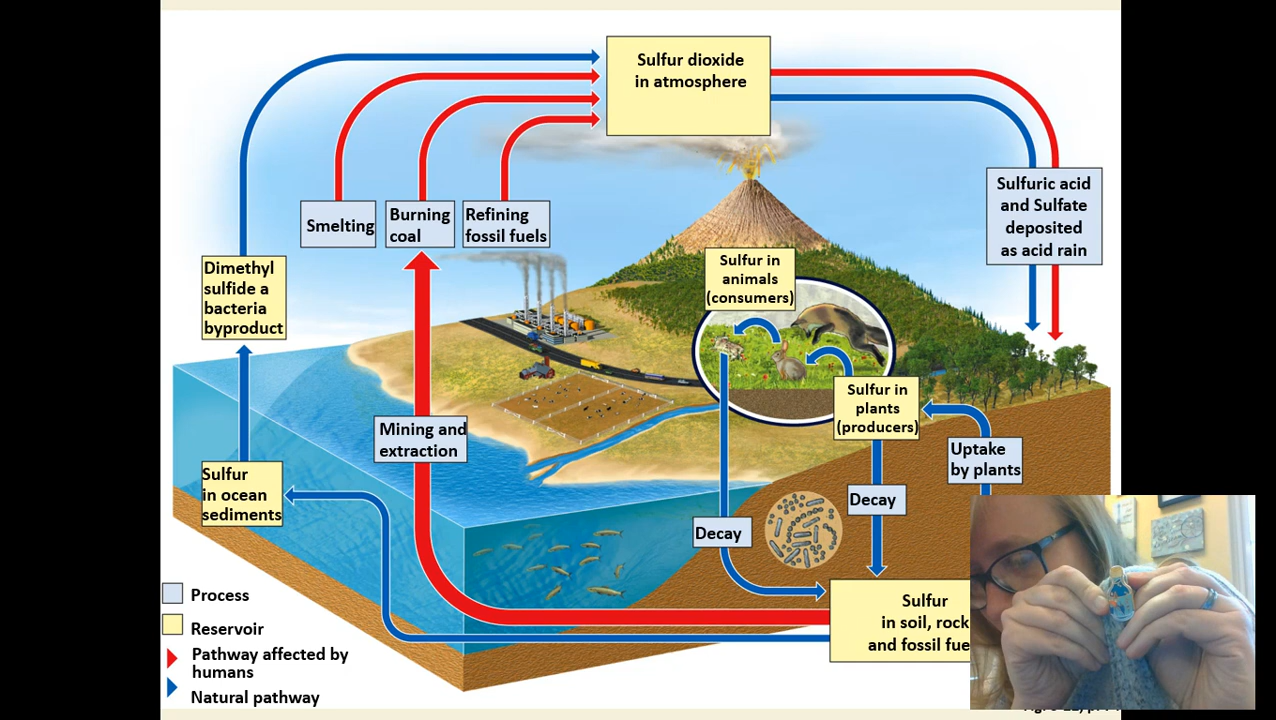 Sulfur dioxide
in atmosphere
Smelting
Burning
coal
Refining
fossil fuels
Sulfuric acid
and Sulfate
deposited
as acid rain
Dimethyl
sulfide a
bacteria
byproduct
Sulfur in
animals
(consumers)
Sulfur in
plants
(producers)
Mining and
extraction
Uptake
by plants
Sulfur
in ocean
sediments
Decay
Decay
Sulfur
in soil, rock
and fossil fue
Process
Reservoir
Pathway affected by
humans
Natural pathway